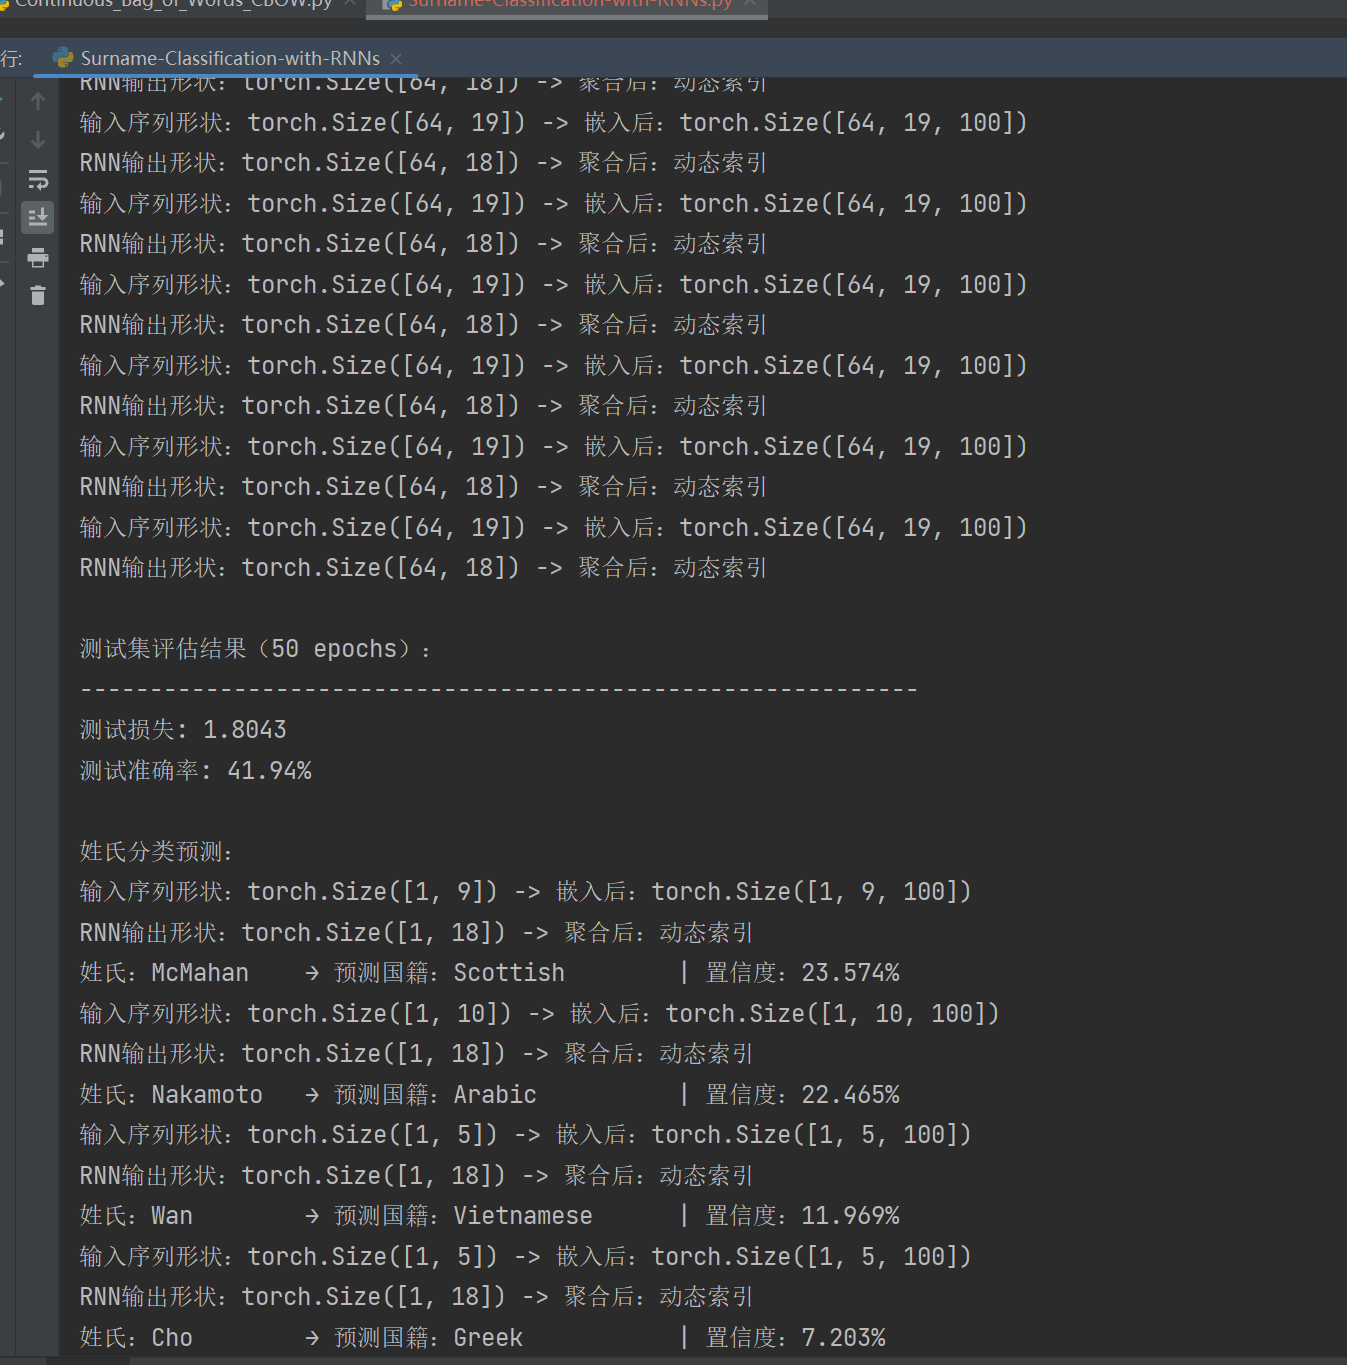 Continuous_Bag_of_Words_CBOW.py
Surname-Classification-with-RNNs.py
行:
Surname-Classification-with-RNNs
RNN输出形状：torch.Size([64, 18]) -> 聚合后：动态索引
输入序列形状：torch.Size([64, 19]) -> 嵌入后：torch.Size([64, 19, 100])
RNN输出形状：torch.Size([64, 18]) -> 聚合后：动态索引
输入序列形状：torch.Size([64, 19]) -> 嵌入后：torch.Size([64, 19, 100])
RNN输出形状：torch.Size([64, 18]) -> 聚合后：动态索引
输入序列形状：torch.Size([64, 19]) -> 嵌入后：torch.Size([64, 19, 100])
RNN输出形状：torch.Size([64, 18]) -> 聚合后：动态索引
输入序列形状：torch.Size([64, 19]) -> 嵌入后：torch.Size([64, 19, 100])
RNN输出形状：torch.Size([64, 18]) -> 聚合后：动态索引
输入序列形状：torch.Size([64, 19]) -> 嵌入后：torch.Size([64, 19, 100])
RNN输出形状：torch.Size([64, 18]) -> 聚合后：动态索引
输入序列形状：torch.Size([64, 19]) -> 嵌入后：torch.Size([64, 19, 100])
RNN输出形状：torch.Size([64, 18]) -> 聚合后：动态索引
测试集评估结果（50 epochs）：
------------------------------------------------------------
测试损失: 1.8043
测试准确率: 41.94%
姓氏分类预测：
输入序列形状：torch.Size([1, 9]) -> 嵌入后：torch.Size([1, 9, 100])
RNN输出形状：torch.Size([1, 18]) -> 聚合后：动态索引
姓氏：McMahan    → 预测国籍：Scottish        | 置信度：23.574%
输入序列形状：torch.Size([1, 10]) -> 嵌入后：torch.Size([1, 10, 100])
RNN输出形状：torch.Size([1, 18]) -> 聚合后：动态索引
姓氏：Nakamoto   → 预测国籍：Arabic          | 置信度：22.465%
输入序列形状：torch.Size([1, 5]) -> 嵌入后：torch.Size([1, 5, 100])
RNN输出形状：torch.Size([1, 18]) -> 聚合后：动态索引
姓氏：Wan        → 预测国籍：Vietnamese      | 置信度：11.969%
输入序列形状：torch.Size([1, 5]) -> 嵌入后：torch.Size([1, 5, 100])
RNN输出形状：torch.Size([1, 18]) -> 聚合后：动态索引
姓氏：Cho        → 预测国籍：Greek           | 置信度：7.203%